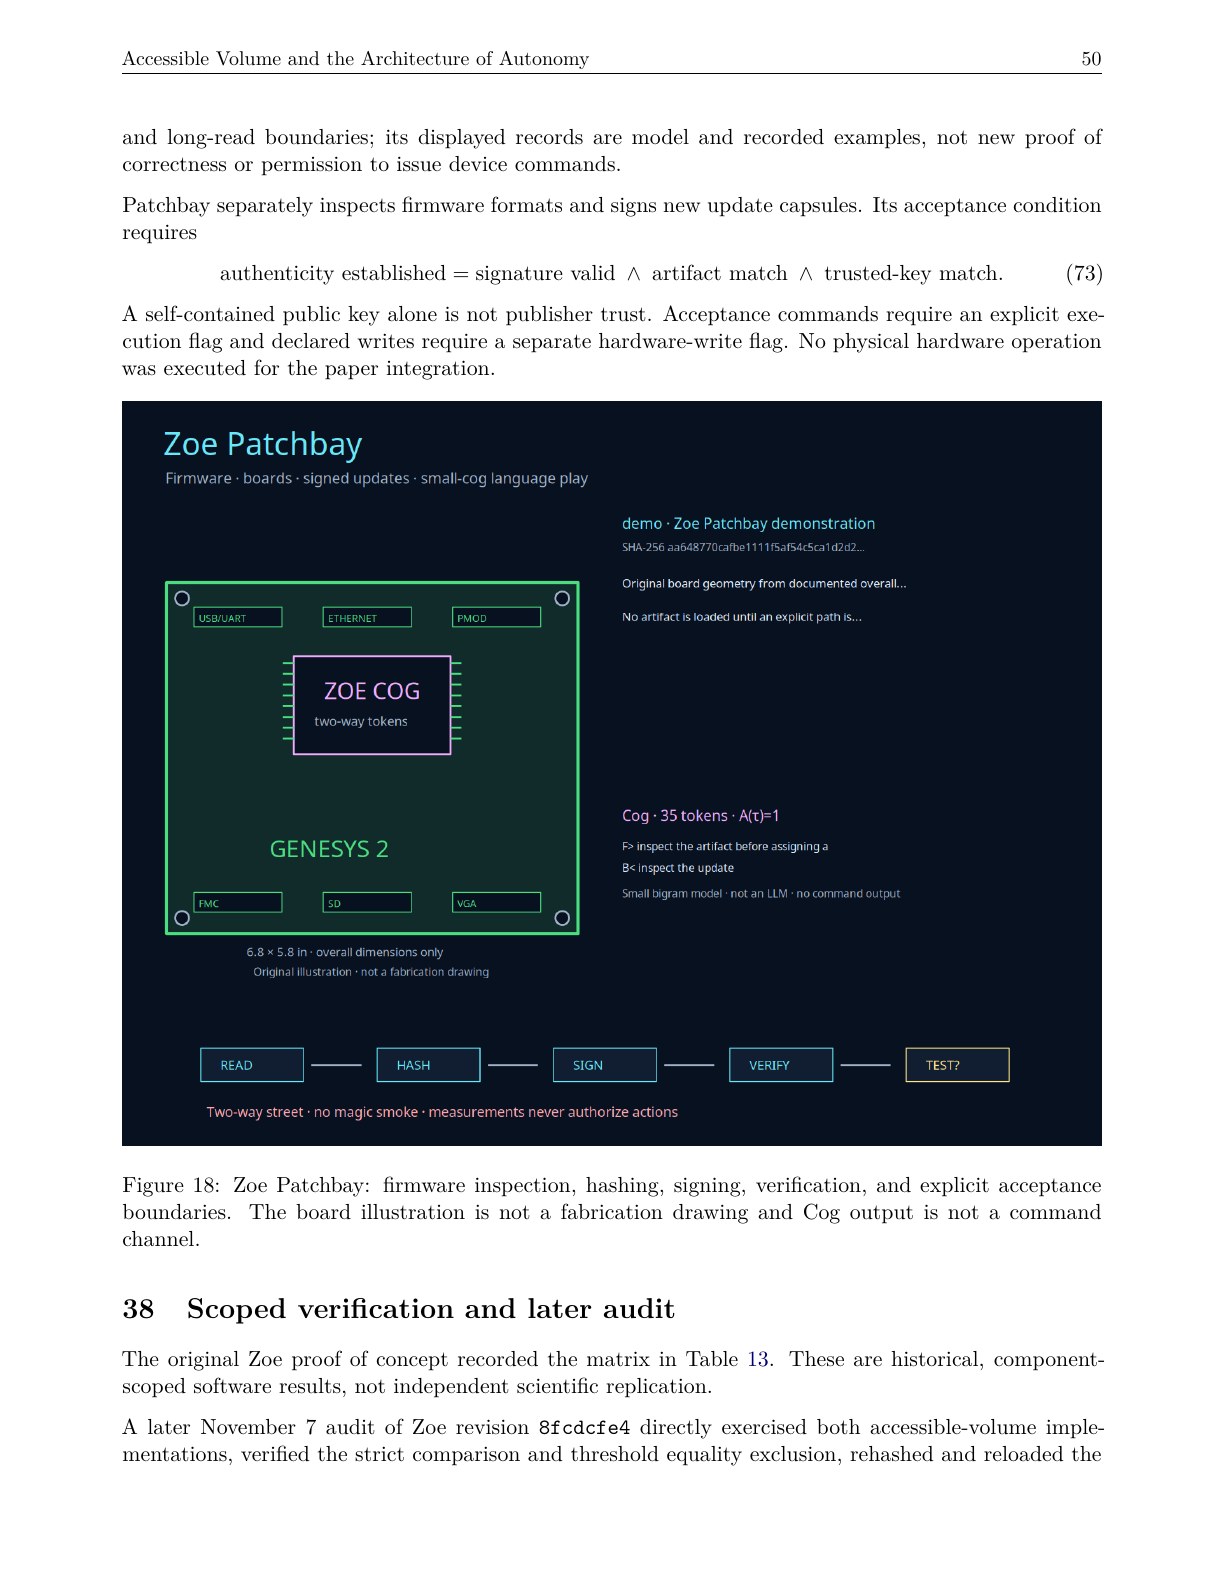 Accessible Volume and the Architecture of Autonomy 50
and long-read boundaries; its displayed records are model and recorded examples, not new proof of
correctness or permission to issue device commands.
Patchbay separately inspects firmware formats and signs new update capsules. Its acceptance condition
requires
authenticity established = signature valid ∧ artifact match ∧ trusted-key match. (73)
A self-contained public key alone is not publisher trust. Acceptance commands require an explicit exe-
cution flag and declared writes require a separate hardware-write flag. No physical hardware operation
was executed for the paper integration.
Zoe Patchbay
Firmware · boards · signed updates · small-cog language play
demo · Zoe Patchbay demonstration
SHA-256 aa648770cafbe1111f5af54c5ca1d2d2...
Original board geometry from documented overall...
No artifact is loaded until an explicit path is...
USB/UART
ETHERNET
PMOD
ZOE COG
two-way tokens
GENESYS 2
FMC
SD
VGA
6.8 × 5.8 in · overall dimensions only
Original illustration · not a fabrication drawing
Cog · 35 tokens · A(τ)=1
F> inspect the artifact before assigning a
B< inspect the update
Small bigram model · not an LLM · no command output
READ
HASH
SIGN
VERIFY
TEST?
Two-way street · no magic smoke · measurements never authorize actions
Figure 18: Zoe Patchbay: firmware inspection, hashing, signing, verification, and explicit acceptance
boundaries. The board illustration is not a fabrication drawing and Cog output is not a command
channel.
38 Scoped verification and later audit
The original Zoe proof of concept recorded the matrix in Table 13. These are historical, component-
scoped software results, not independent scientific replication.
A later November 7 audit of Zoe revision 8fcdcfe4 directly exercised both accessible-volume imple-
mentations, verified the strict comparison and threshold equality exclusion, rehashed and reloaded the